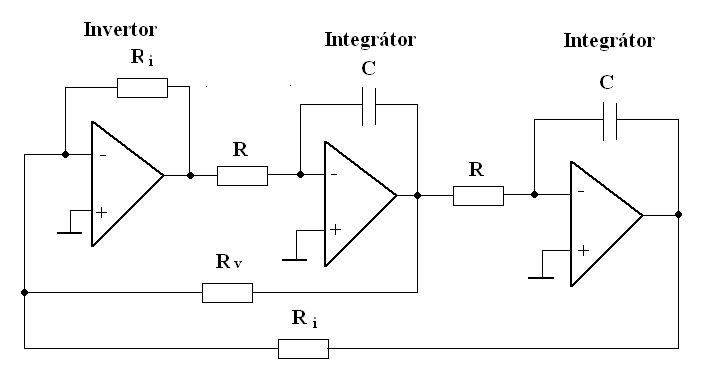 Invertor
Integrátor
Integrátor
R i
C
C
R
R
-
+
-
+
-
+
R v
R i